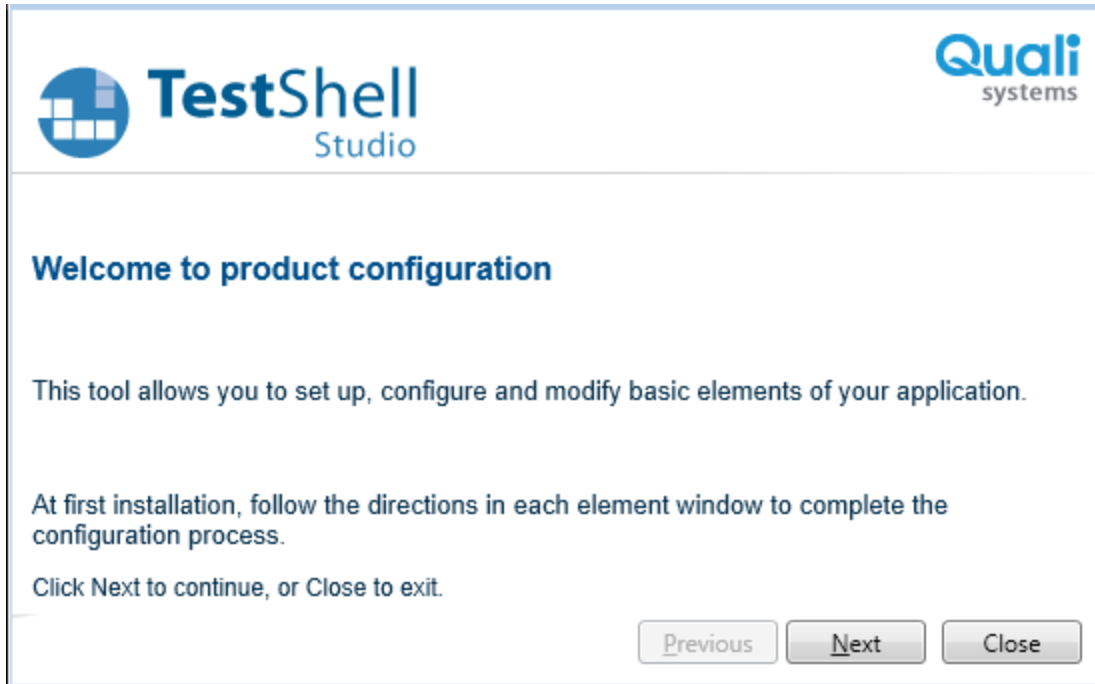 TestShell
Studio
Quali
systems
Welcome to product configuration
This tool allows you to set up, configure and modify basic elements of your application.
At first installation, follow the directions in each element window to complete the
configuration process.
Click Next to continue, or Close to exit.
Previous Next Close